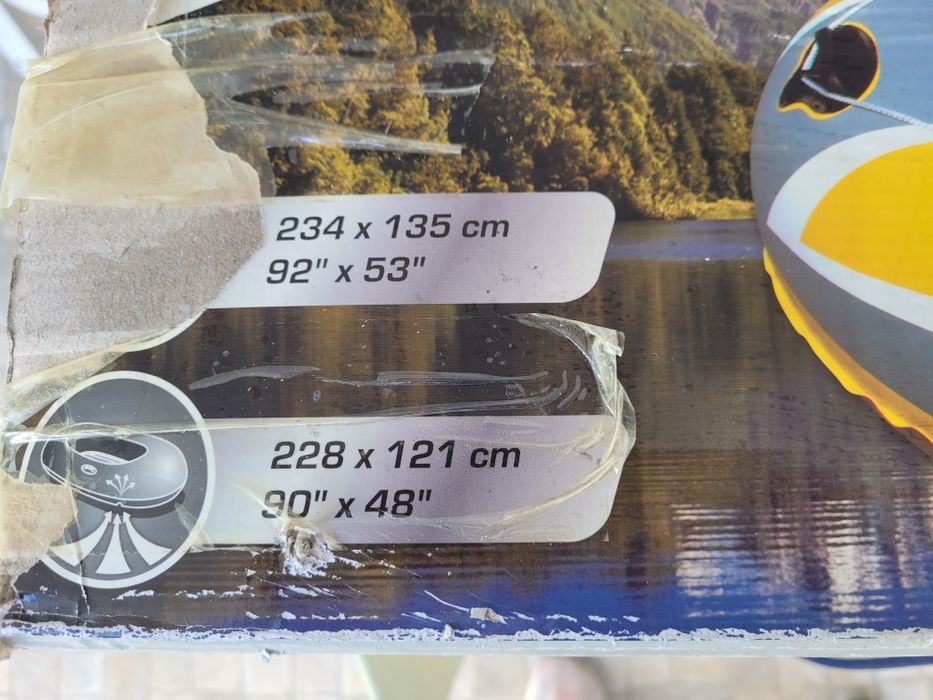 234 x 135 cm
92" x 53"
228 x 121 cm
90" x 48"